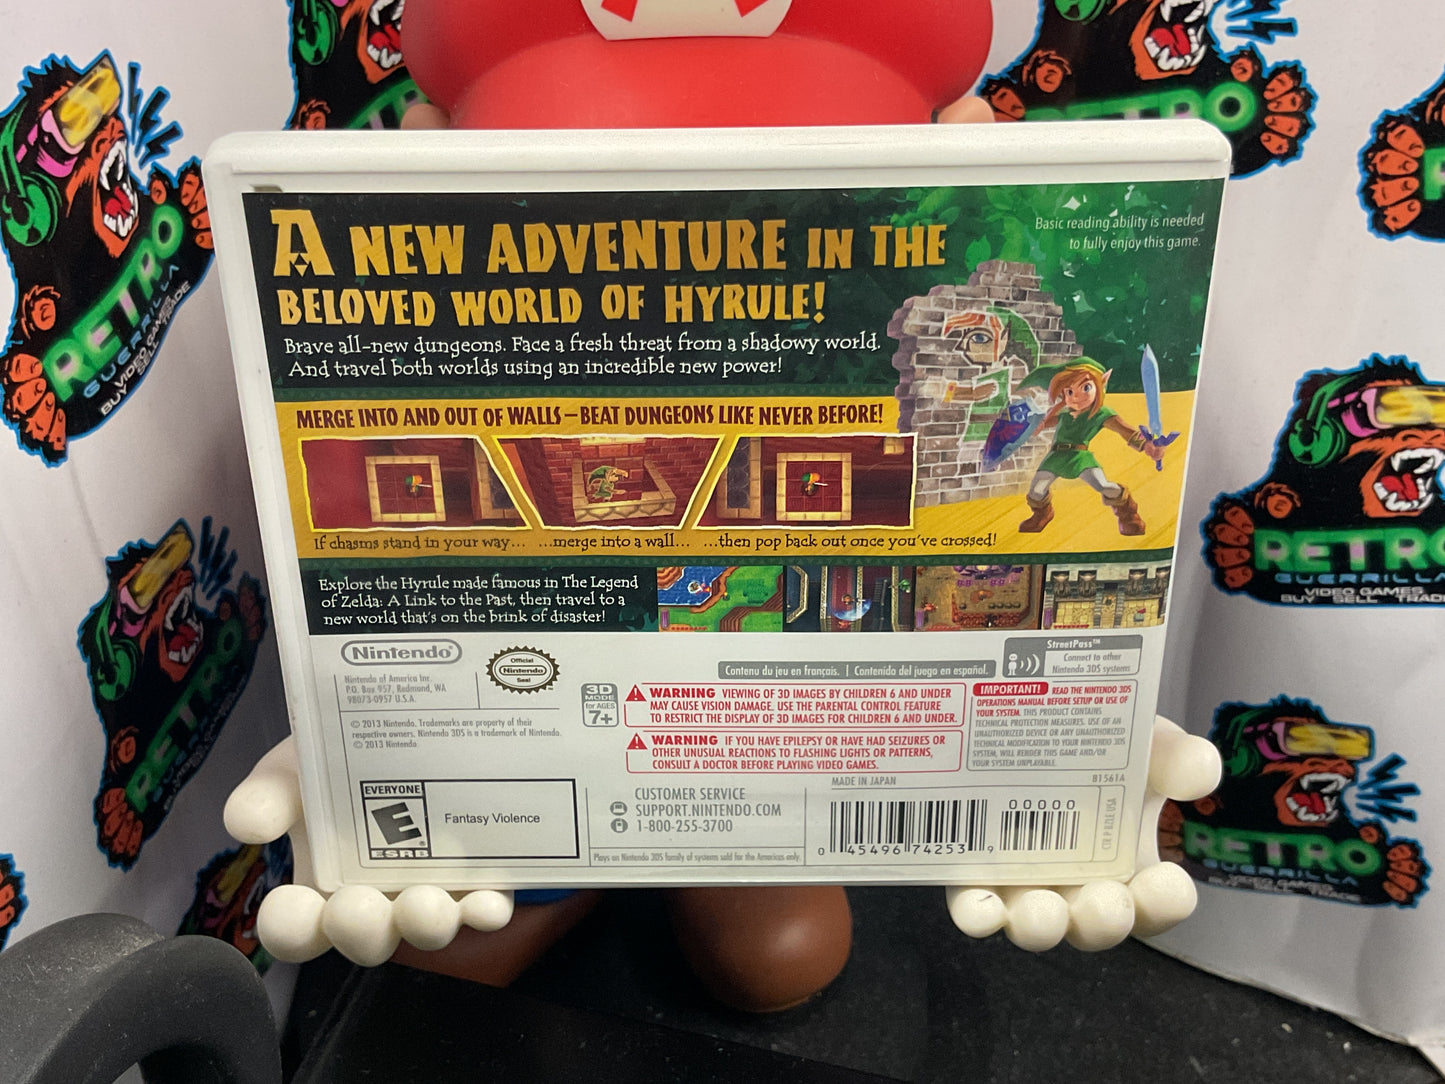 A NEW ADVENTURE IN THE
BELOVED WORLD OF HYRULE!
Basic reading ability is needed
to fully enjoy this game.
Brave all-new dungeons. Face a fresh threat from a shadowy world.
And travel both worlds using an incredible new power!
MERGE INTO AND OUT OF WALLS—BEAT DUNGEONS LIKE NEVER BEFORE!
If chasms stand in your way... ...merge into a wall... ...then pop back out once you've crossed!
Explore the Hyrule made famous in The Legend
of Zelda: A Link to the Past, then travel to a
new world that's on the brink of disaster!
Nintendo
Nintendo of America Inc.
P.O. Box 957, Redmond, WA
98073-0957 U.S.A.
Official
Nintendo
Seal
Contenu du jeu en français. | Contenido del juego en español.
StreetPass™
Connect to other
Nintendo 3DS systems
© 2013 Nintendo. Trademarks are property of their
respective owners. Nintendo 3DS is a trademark of Nintendo.
© 2013 Nintendo.
3D
MODE
for AGES
7+
WARNING VIEWING OF 3D IMAGES BY CHILDREN 6 AND UNDER
MAY CAUSE VISION DAMAGE. USE THE PARENTAL CONTROL FEATURE
TO RESTRICT THE DISPLAY OF 3D IMAGES FOR CHILDREN 6 AND UNDER.
WARNING IF YOU HAVE EPILEPSY OR HAVE HAD SEIZURES OR
OTHER UNUSUAL REACTIONS TO FLASHING LIGHTS OR PATTERNS,
CONSULT A DOCTOR BEFORE PLAYING VIDEO GAMES.
IMPORTANT! READ THE NINTENDO 3DS
OPERATIONS MANUAL BEFORE SETUP OR USE OF
YOUR SYSTEM. THIS PRODUCT CONTAINS
TECHNICAL PROTECTION MEASURES. USE OF AN
UNAUTHORIZED DEVICE OR ANY UNAUTHORIZED
TECHNICAL MODIFICATION TO YOUR NINTENDO 3DS
SYSTEM, WILL RENDER THIS GAME AND/OR
YOUR SYSTEM UNPLAYABLE.
MADE IN JAPAN
81561A
EVERYONE
E
ESRB
Fantasy Violence
CUSTOMER SERVICE
SUPPORT.NINTENDO.COM
1-800-255-3700
Plays on Nintendo 3DS family of systems sold for the Americas only.
0 45496 74253 9
00000
CTR P BZLE USA
RETRO
GUERRILLA
VIDEO GAMES
BUY SELL TRADE